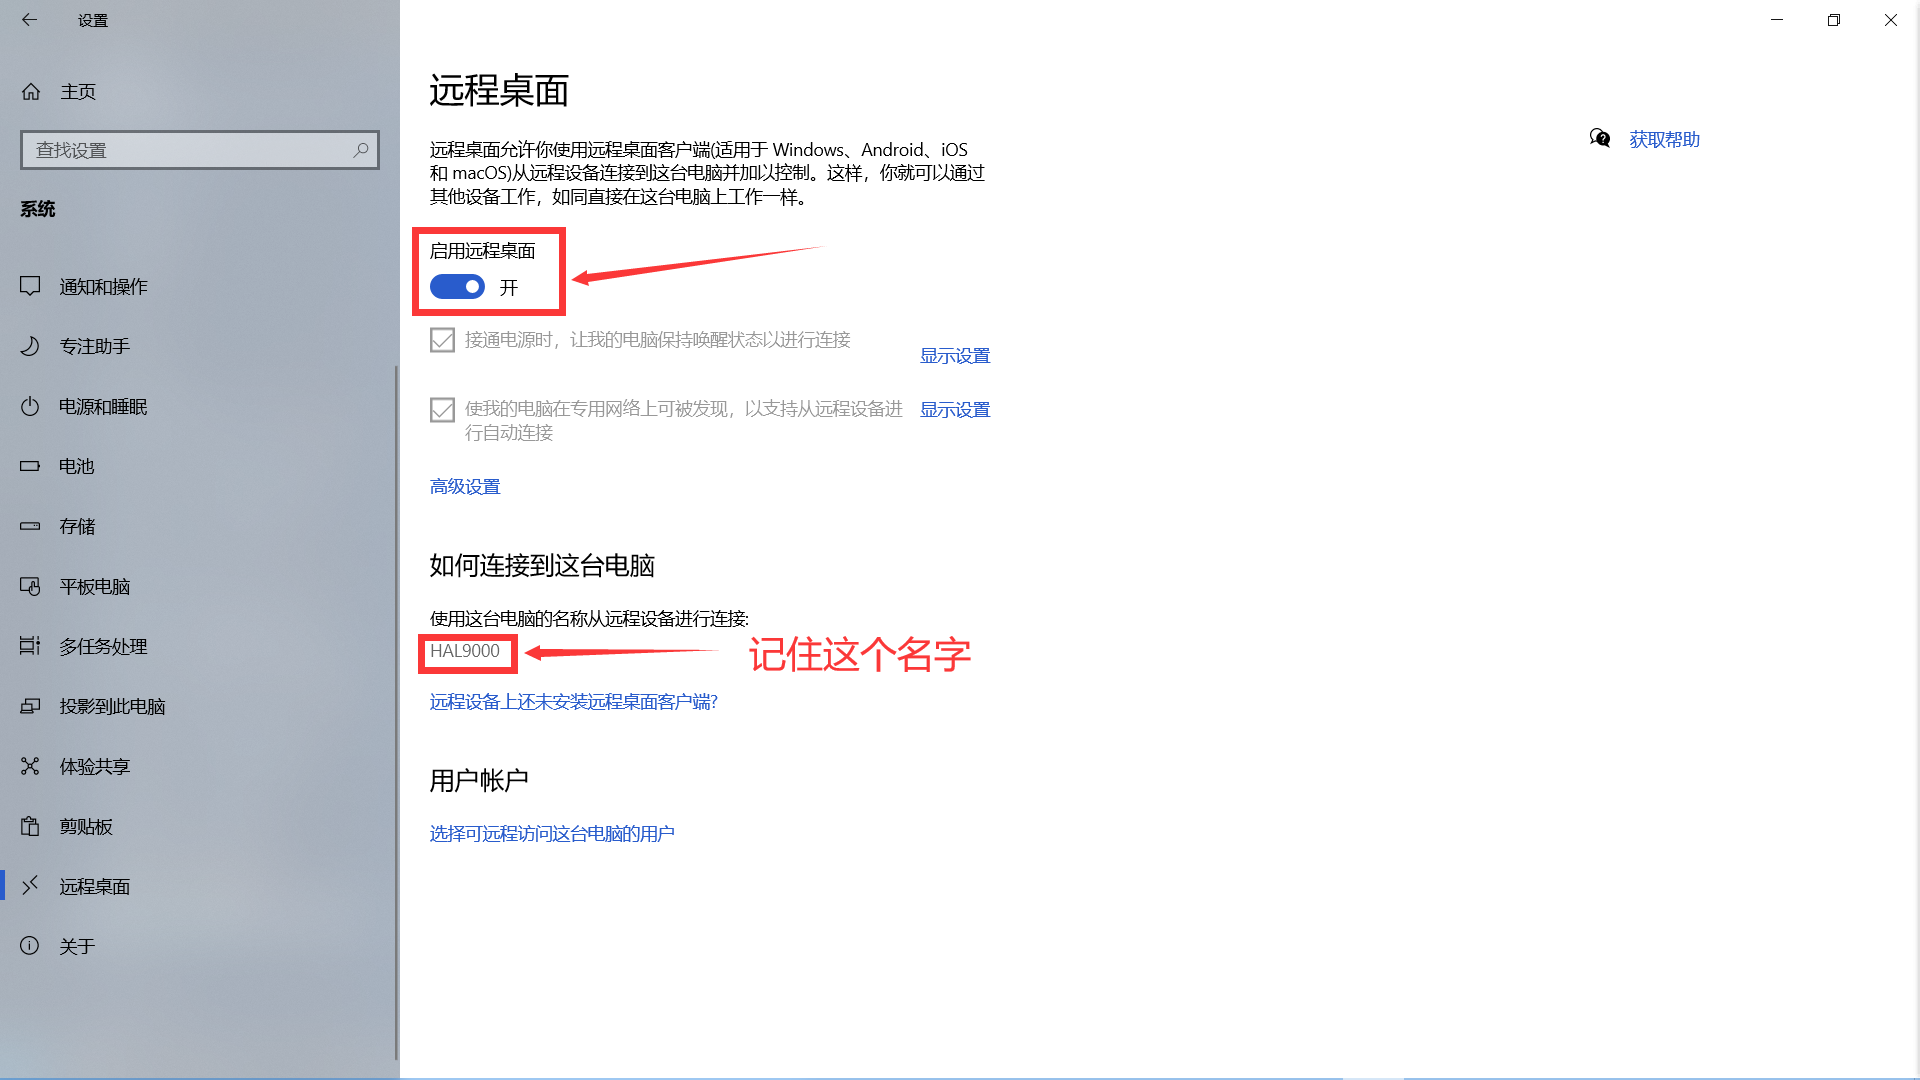 设置
主页
查找设置
系统
通知和操作
专注助手
电源和睡眠
电池
存储
平板电脑
多任务处理
投影到此电脑
体验共享
剪贴板
远程桌面
关于
远程桌面
远程桌面允许你使用远程桌面客户端(适用于 Windows、Android、iOS
和 macOS)从远程设备连接到这台电脑并加以控制。这样，你就可以通过
其他设备工作，如同直接在这台电脑上工作一样。
启用远程桌面
开
接通电源时，让我的电脑保持唤醒状态以进行连接
显示设置
使我的电脑在专用网络上可被发现，以支持从远程设备进
行自动连接
显示设置
高级设置
如何连接到这台电脑
使用这台电脑的名称从远程设备进行连接:
HAL9000
记住这个名字
远程设备上还未安装远程桌面客户端?
用户帐户
选择可远程访问这台电脑的用户
获取帮助